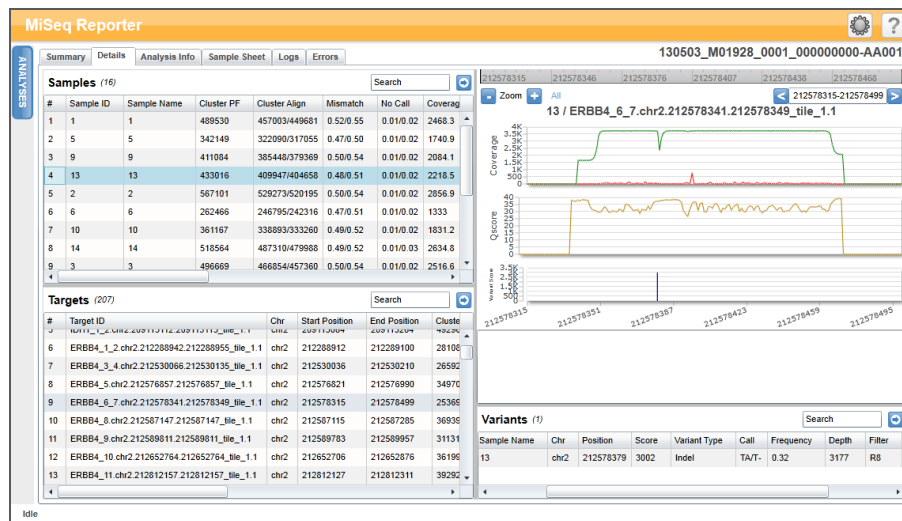 MiSeq Reporter
?
ANALYSES
Summary Details Analysis Info Sample Sheet Logs Errors
130503_M01928_0001_000000000-AA001
Samples (16)
Search
# Sample ID Sample Name Cluster PF Cluster Align Mismatch No Call Coverag
1 1 1 489530 457003/449681 0.52/0.55 0.01/0.02 2468.3
2 5 5 342149 322090/317055 0.47/0.50 0.01/0.02 1740.9
3 9 9 411084 385448/379369 0.50/0.54 0.01/0.02 2084.1
4 13 13 433016 409947/404658 0.48/0.51 0.01/0.02 2218.5
5 2 2 567101 529273/520195 0.50/0.54 0.01/0.02 2856.9
6 6 6 262466 246795/242316 0.47/0.51 0.01/0.02 1333
7 10 10 361167 338893/333260 0.49/0.52 0.01/0.02 1831.2
8 14 14 518564 487310/479988 0.49/0.52 0.01/0.03 2634.8
9 3 3 496669 466854/457360 0.50/0.54 0.01/0.02 2516.6
Targets (207)
Search
# Target ID Chr Start Position End Position Cluste
6 ERBB4_1_2.chr2.212288942.212288955_tile_1.1 chr2 212288912 212289100 28108
7 ERBB4_3_4.chr2.212530066.212530135_tile_1.1 chr2 212530036 212530210 26592
8 ERBB4_5.chr2.212576857.212576857_tile_1.1 chr2 212576821 212576990 34970
9 ERBB4_6_7.chr2.212578341.212578349_tile_1.1 chr2 212578315 212578499 25369
10 ERBB4_8.chr2.212587147.212587147_tile_1.1 chr2 212587115 212587285 36939
11 ERBB4_9.chr2.212589811.212589811_tile_1.1 chr2 212589783 212589957 31131
12 ERBB4_10.chr2.212652764.212652764_tile_1.1 chr2 212652706 212652876 36199
13 ERBB4_11.chr2.212812157.212812157_tile_1.1 chr2 212812127 212812311 39292
212578315 212578346 212578376 212578407 212578438 212578468
- Zoom + All < 212578315-212578499 >
13 / ERBB4_6_7.chr2.212578341.212578349_tile_1.1
Coverage
4K
3.5K
3K
2.5K
2K
1.5K
1K
0
Qscore
40
35
30
25
20
15
10
5
0
Variant Score
3.5K
2.5K
1.5K
500
0
212578315 212578351 212578387 212578423 212578459 212578495
Variants (1)
Search
Sample Name Chr Position Score Variant Type Call Frequency Depth Filter
13 chr2 212578379 3002 Indel TA/T- 0.32 3177 R8
Idle